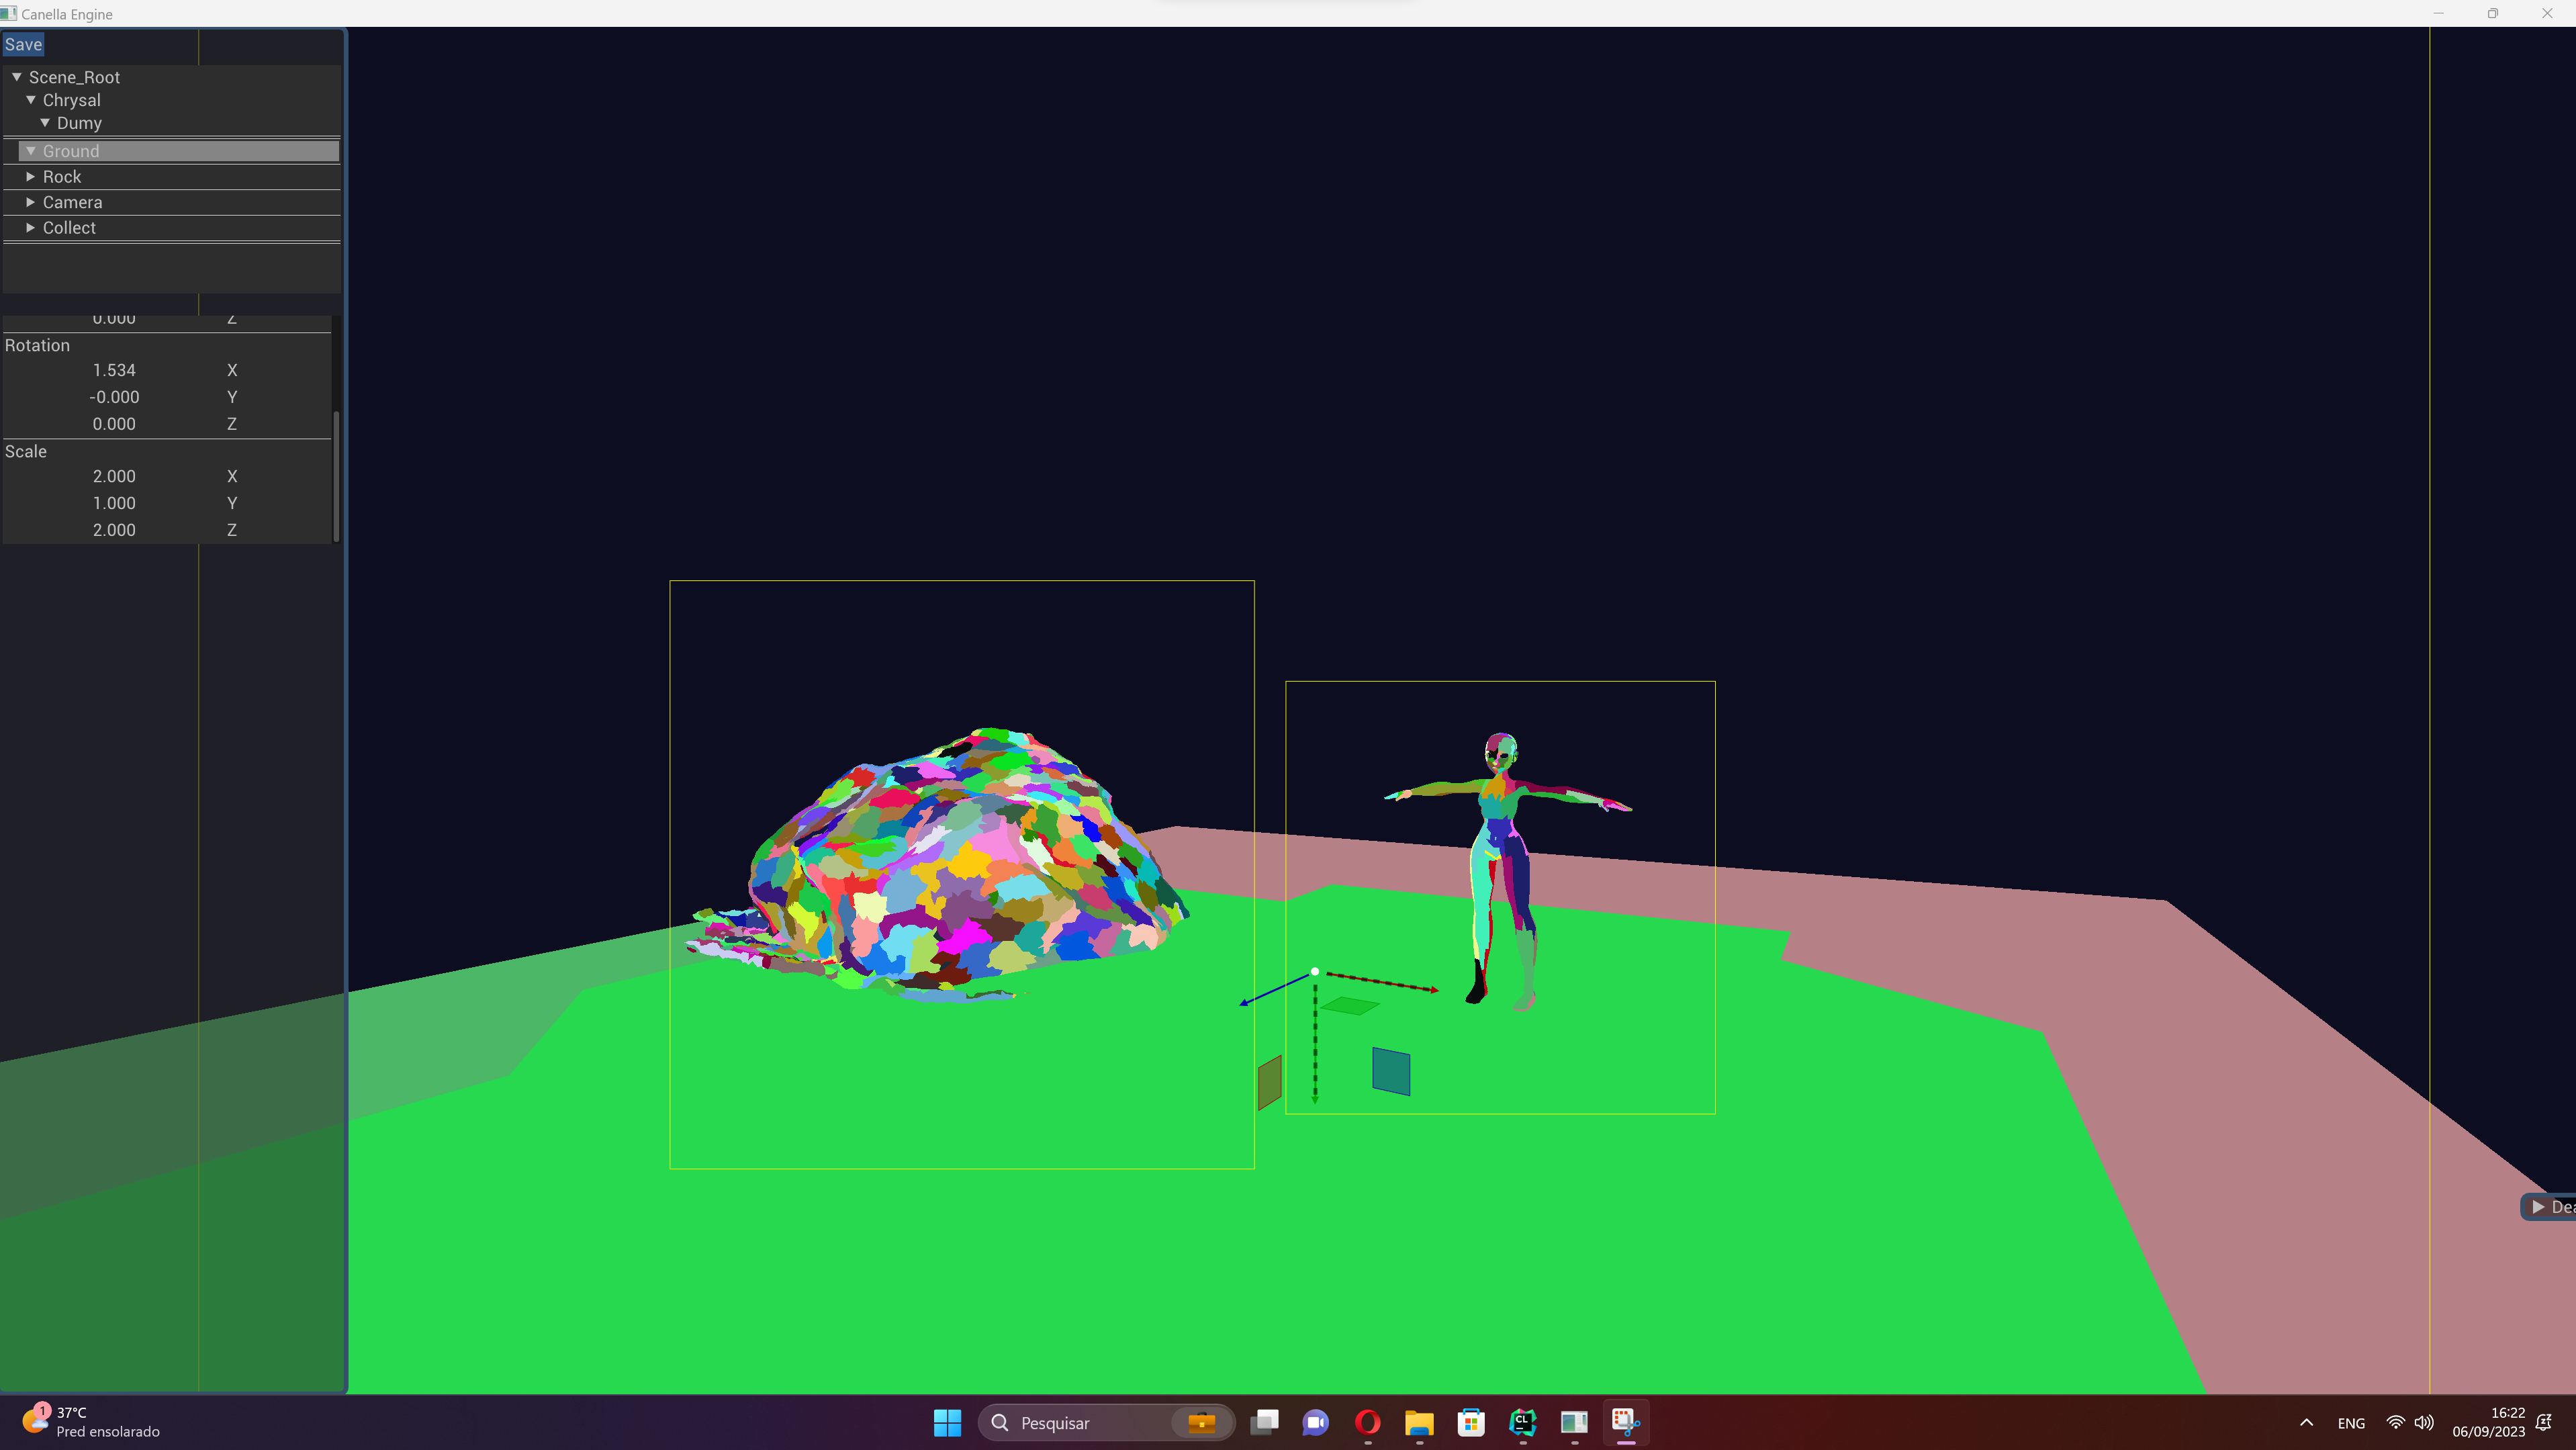 Canella Engine
Save
Scene_Root
Chrysal
Dumy
Ground
Rock
Camera
Collect
0.000 Z
Rotation
1.534 X
-0.000 Y
0.000 Z
Scale
2.000 X
1.000 Y
2.000 Z
1
37°C
Pred ensolarado
Pesquisar
CL
ENG
16:22
06/09/2023